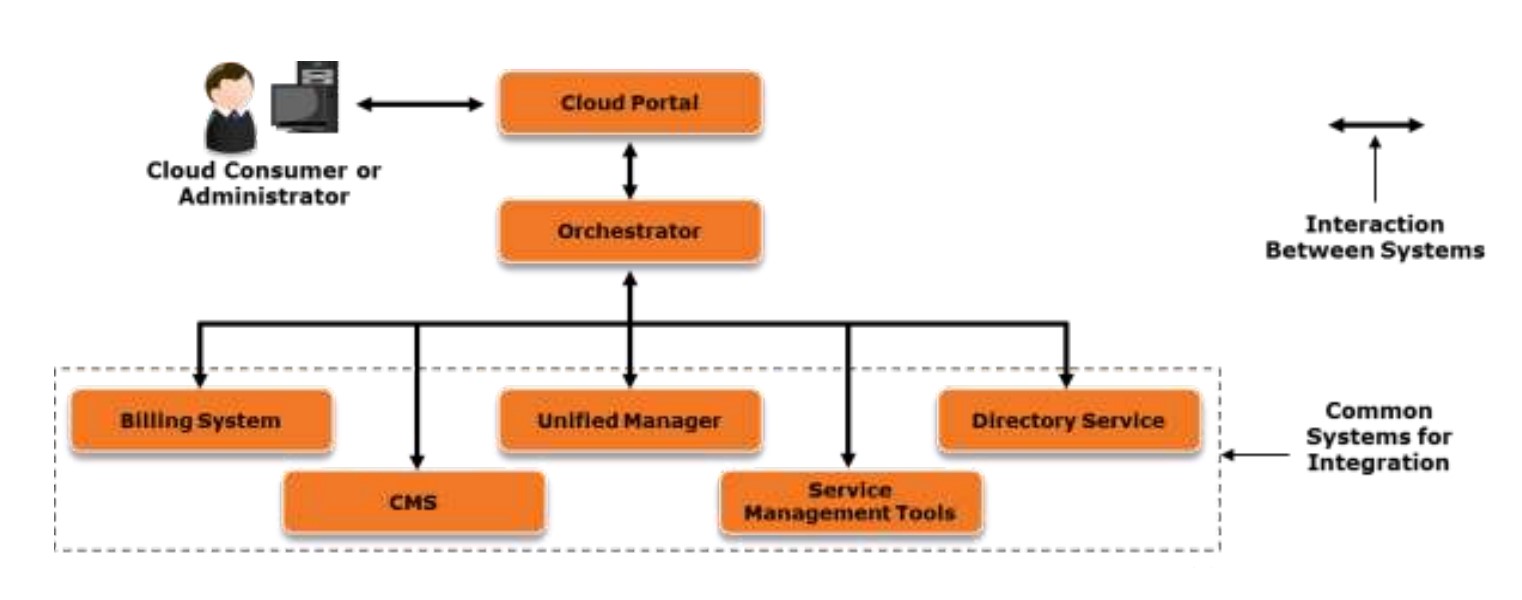 Cloud Portal
Cloud Consumer or
Administrator
Orchestrator
Interaction
Between Systems
Billing System
Unified Manager
Directory Service
CMS
Service
Management Tools
Common
Systems for
Integration